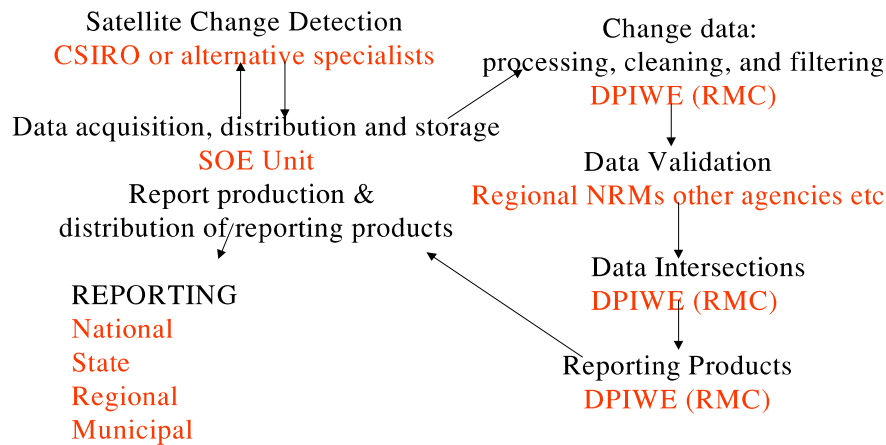 Satellite Change Detection
CSIRO or alternative specialists
Data acquisition, distribution and storage
SOE Unit
Report production &
distribution of reporting products
REPORTING
National
State
Regional
Municipal
Change data:
processing, cleaning, and filtering
DPIWE (RMC)
Data Validation
Regional NRMs other agencies etc
Data Intersections
DPIWE (RMC)
Reporting Products
DPIWE (RMC)